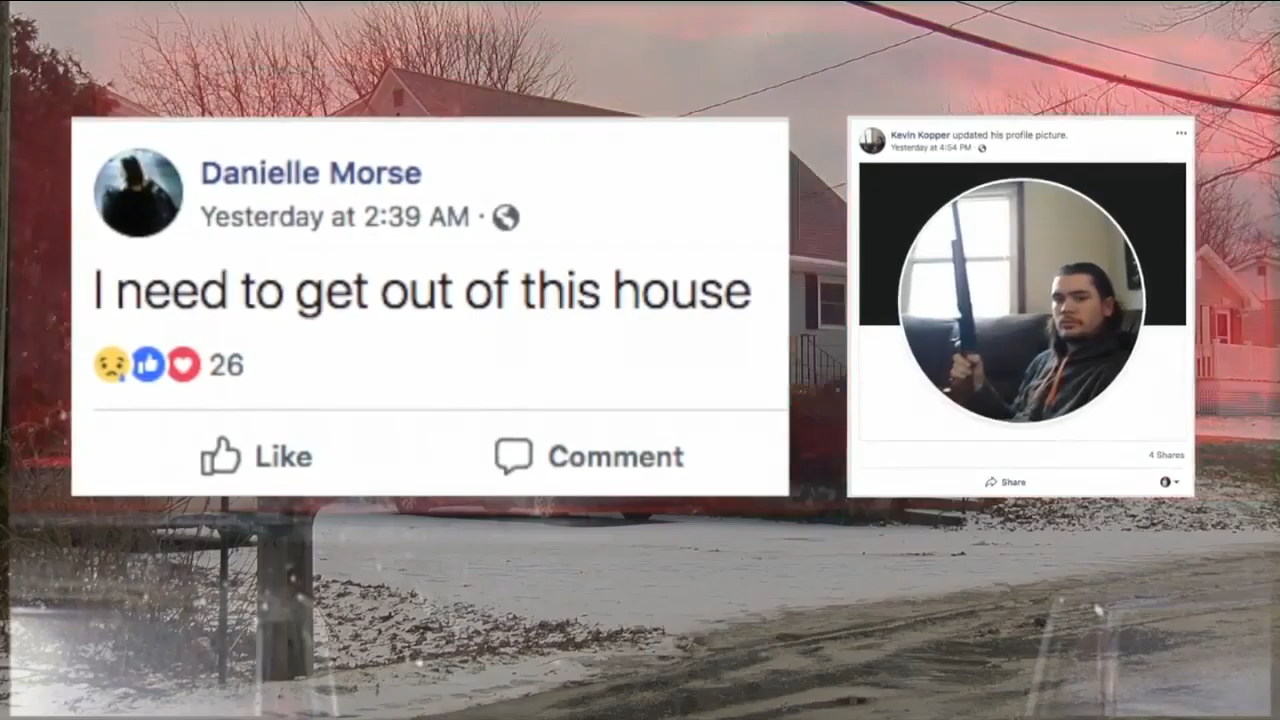 Danielle Morse
Yesterday at 2:39 AM ·
I need to get out of this house
26
Like Comment
Kevin Kopper updated his profile picture.
Yesterday at 4:54 PM ·
4 Shares
Share